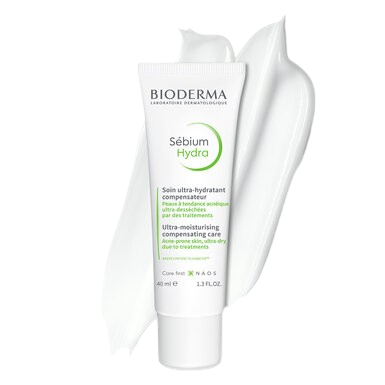 BIODERMA
LABORATOIRE DERMATOLOGIQUE
Sébium
Hydra
Soin ultra-hydratant
compensateur
Peaux à tendance acnéique
ultra-desséchées
par des traitements
Ultra-moisturising
compensating care
Acne-prone skin, ultra-dry
due to treatments
Care first NAOS
40 ml e 1.3 FL.OZ.